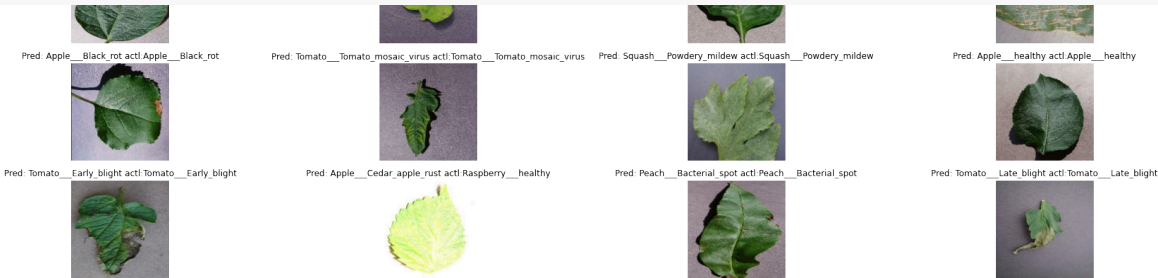 Pred: Apple___Black_rot actl:Apple___Black_rot
Pred: Tomato___Tomato_mosaic_virus actl:Tomato___Tomato_mosaic_virus
Pred: Squash___Powdery_mildew actl:Squash___Powdery_mildew
Pred: Apple___healthy actl:Apple___healthy
Pred: Tomato___Early_blight actl:Tomato___Early_blight
Pred: Apple___Cedar_apple_rust actl:Raspberry___healthy
Pred: Peach___Bacterial_spot actl:Peach___Bacterial_spot
Pred: Tomato___Late_blight actl:Tomato___Late_blight